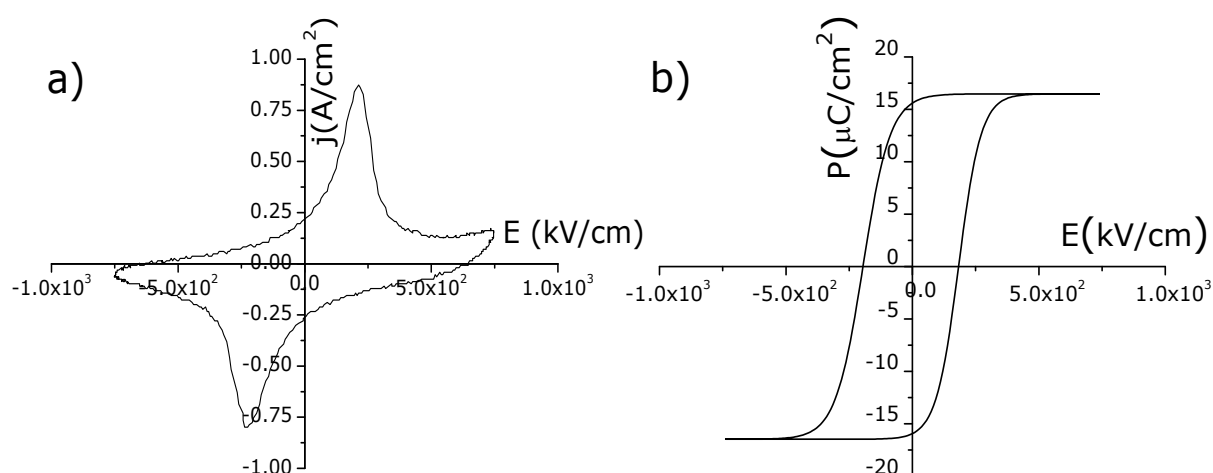 a)
j(A/cm²)
1.00
0.75
0.50
0.25
0.00
-0.25
-0.50
-0.75
-1.00
-1.0x10³
-5.0x10²
0.0
5.0x10²
1.0x10³
E (kV/cm)
b)
P(μC/cm²)
20
15
10
5
0
-5
-10
-15
-20
-1.0x10³
-5.0x10²
0.0
5.0x10²
1.0x10³
E(kV/cm)